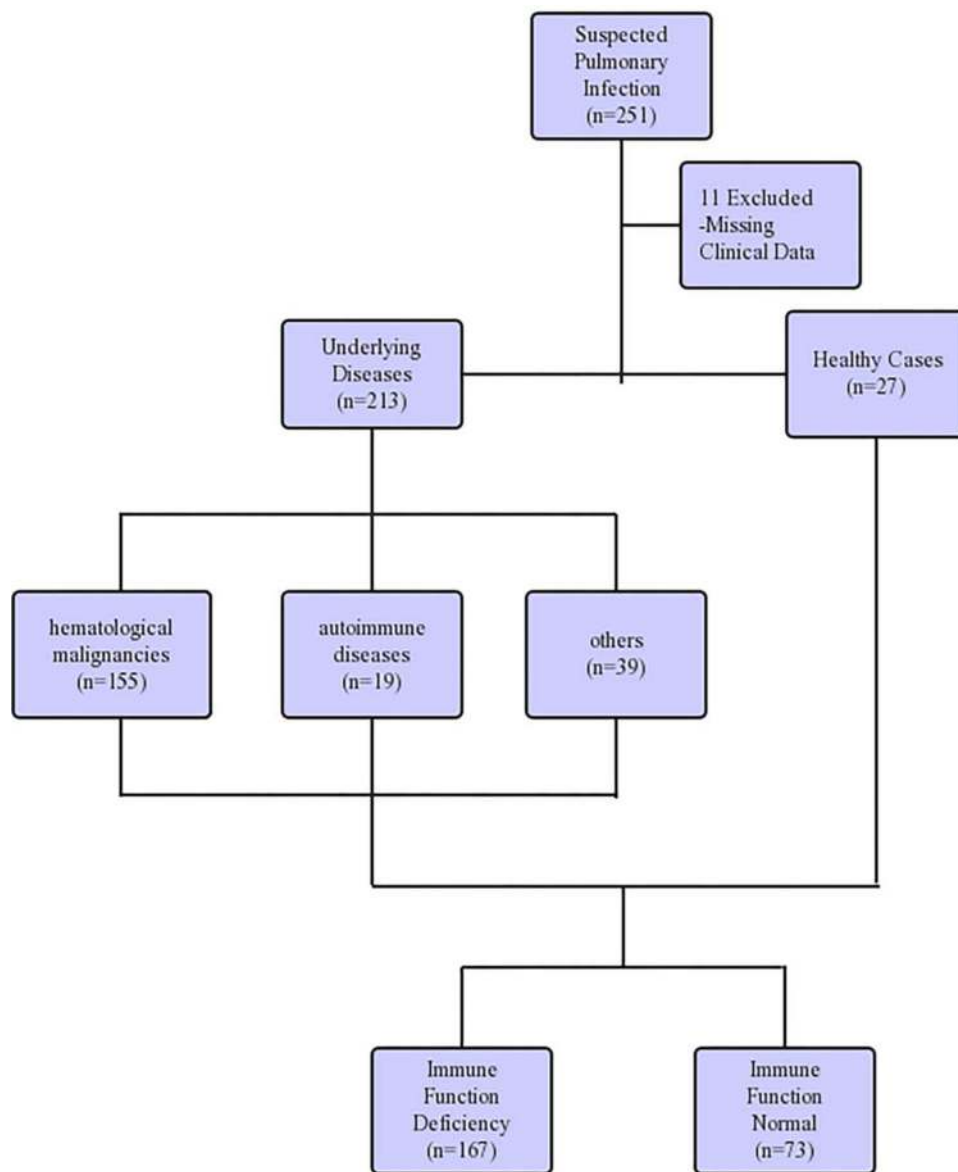 Suspected
Pulmonary
Infection
(n=251)
11 Excluded
-Missing
Clinical Data
Underlying
Diseases
(n=213)
Healthy Cases
(n=27)
hematological
malignancies
(n=155)
autoimmune
diseases
(n=19)
others
(n=39)
Immune
Function
Deficiency
(n=167)
Immune
Function
Normal
(n=73)